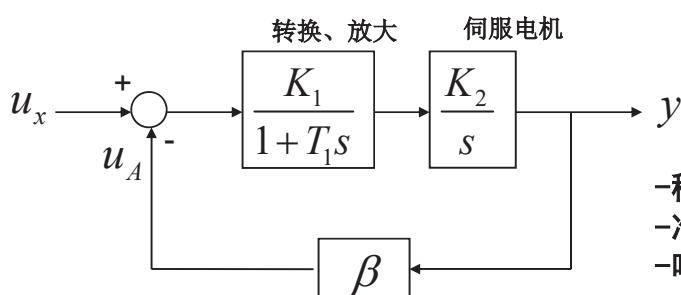 转换、放大
伺服电机
+
u_x
K_1
1+T_1s
K_2
s
y
-
u_A
β